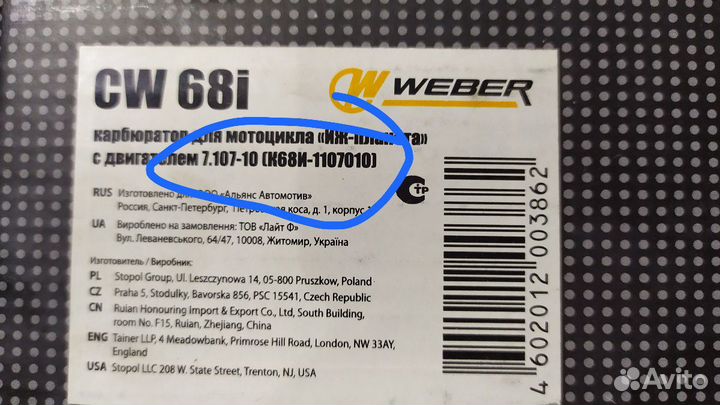 CW 68i
WEBER
карбюратор для мотоцикла «ИЖ-планета»
с двигателем 7.107-10 (К68И-1107010)
RUS Изготовлено для ООО «Альянс Автомотив»
Россия, Санкт-Петербург, Петровская коса, д. 1, корпус
UA Вироблено на замовлення: ТОВ «Лайт Ф»
Вул. Леваневського, 64/47, 10008, Житомир, Україна
Изготовитель / Виробник:
PL Stopol Group, Ul. Leszczynowa 14, 05-800 Pruszkow, Poland
CZ Praha 5, Stodulky, Bavorska 856, PSC 15541, Czech Republic
CN Ruian Honouring Import & Export Co., Ltd, South Building,
room No. F15, Ruian, Zhejiang, China
ENG Tainer LLP, 4 Meadowbank, Primrose Hill Road, London, NW 33AY,
England
USA Stopol LLC 208 W. State Street, Trenton, NJ, USA
4 602012 003862
Avito